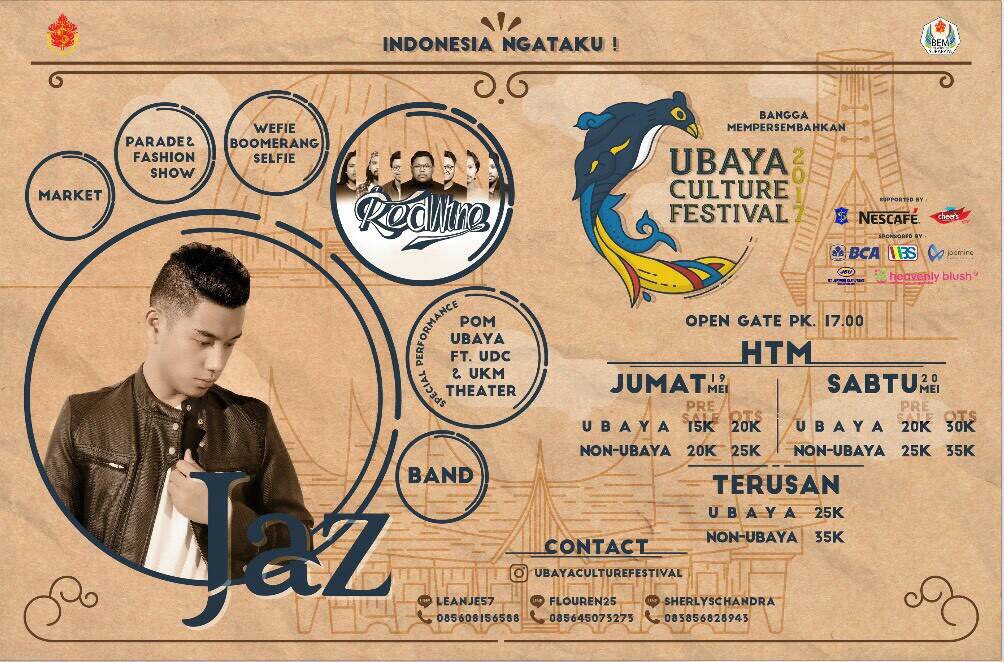 INDONESIA NGATAKU !
BEM
MARKET
PARADE &
FASHION
SHOW
WEFIE
BOOMERANG
SELFIE
RedWine
BANGGA
MEMPERSEMBAHKAN
UBAYA
CULTURE
FESTIVAL
2017
SUPPORTED BY :
NESCAFÉ
cheers
SPONSORED BY :
BCA
jasmine
heavenly blush
SPECIAL PERFORMANCE
POM
UBAYA
FT. UDC
& UKM
THEATER
BAND
Jaz
OPEN GATE PK. 17.00
HTM
JUMAT 19 MEI
PRE SALE OTS
UBAYA 15K 20K
NON-UBAYA 20K 25K
SABTU 20 MEI
PRE SALE OTS
UBAYA 20K 30K
NON-UBAYA 25K 35K
TERUSAN
UBAYA 25K
NON-UBAYA 35K
CONTACT
UBAYACULTUREFESTIVAL
LEANJE57
085608156588
FLOUREN25
085645073273
SHERLYSCHANDRA
083856828943